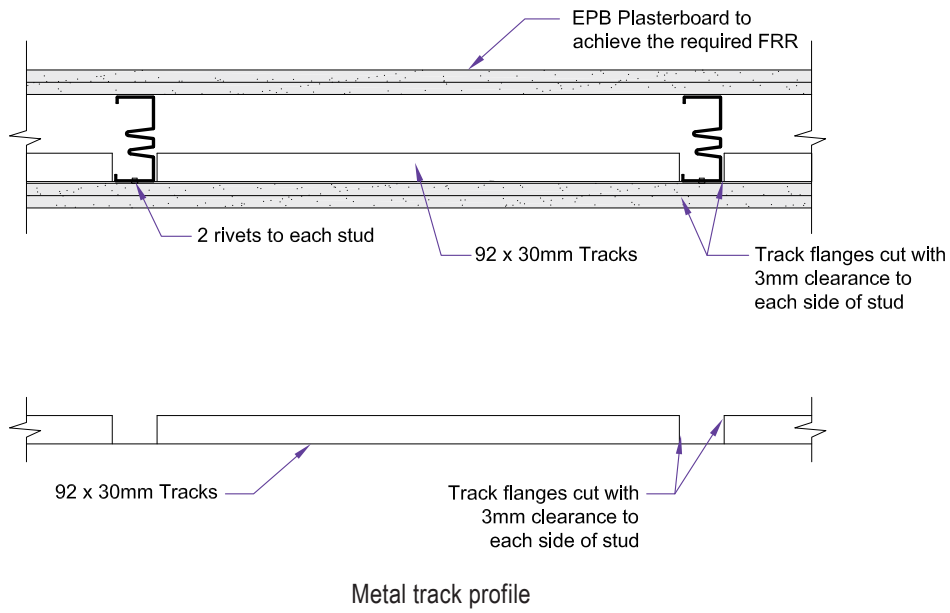 EPB Plasterboard to
achieve the required FRR
2 rivets to each stud
92 x 30mm Tracks
Track flanges cut with
3mm clearance to
each side of stud
92 x 30mm Tracks
Track flanges cut with
3mm clearance to
each side of stud
Metal track profile